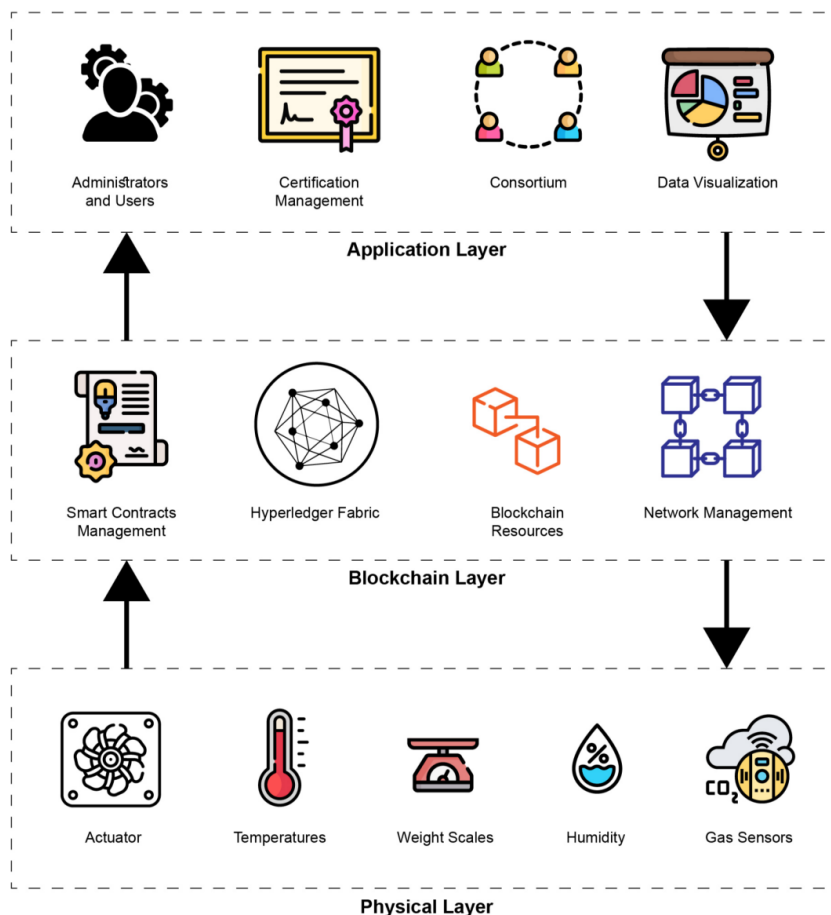 Administrators
and Users
Certification
Management
Consortium
Data Visualization
Application Layer
Smart Contracts
Management
Hyperledger Fabric
Blockchain
Resources
Network Management
Blockchain Layer
%
CO2
Actuator
Temperatures
Weight Scales
Humidity
Gas Sensors
Physical Layer